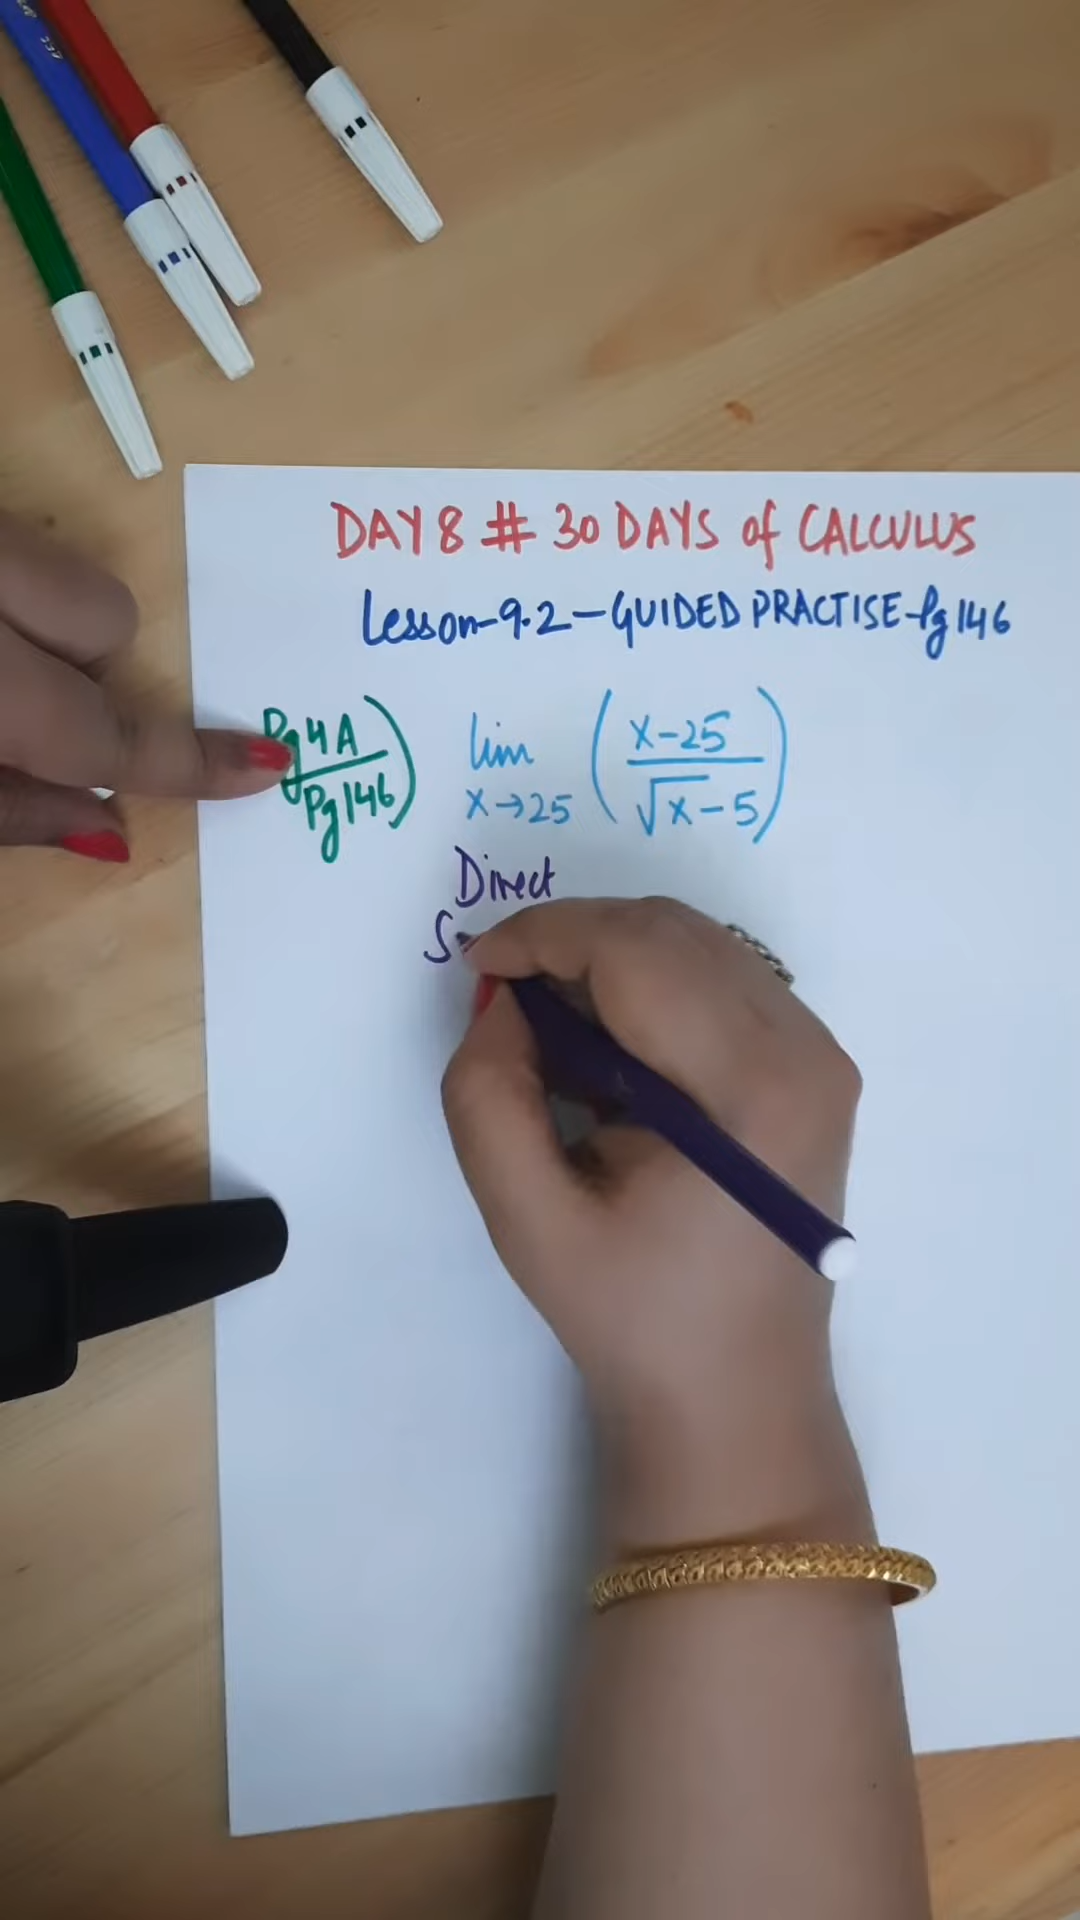 DAY 8 # 30 DAYS of CALCULUS
Lesson-9.2-GUIDED PRACTISE-Pg 146
Pg 4A
Pg 146)
lim
x→25
(x-25
√x-5)
Direct
S